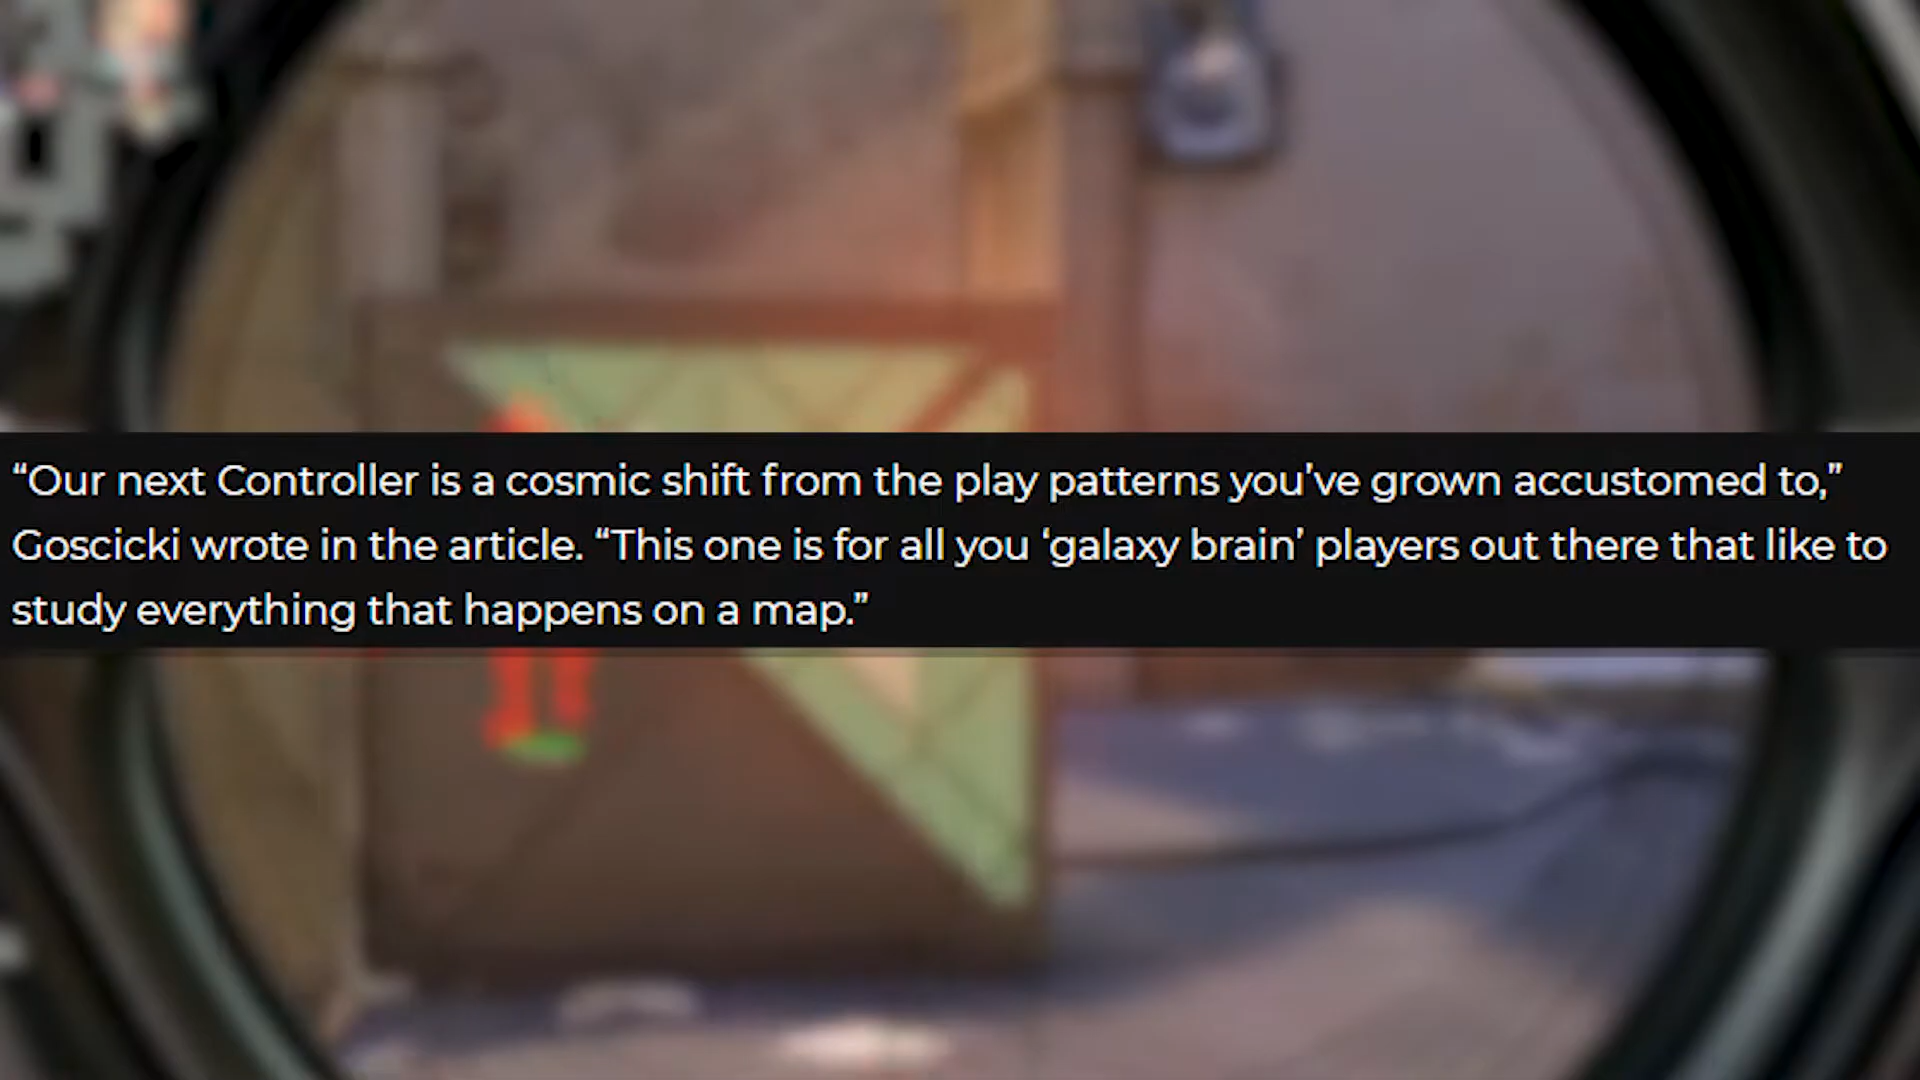 “Our next Controller is a cosmic shift from the play patterns you’ve grown accustomed to,”
Goscicki wrote in the article. “This one is for all you ‘galaxy brain’ players out there that like to
study everything that happens on a map.”